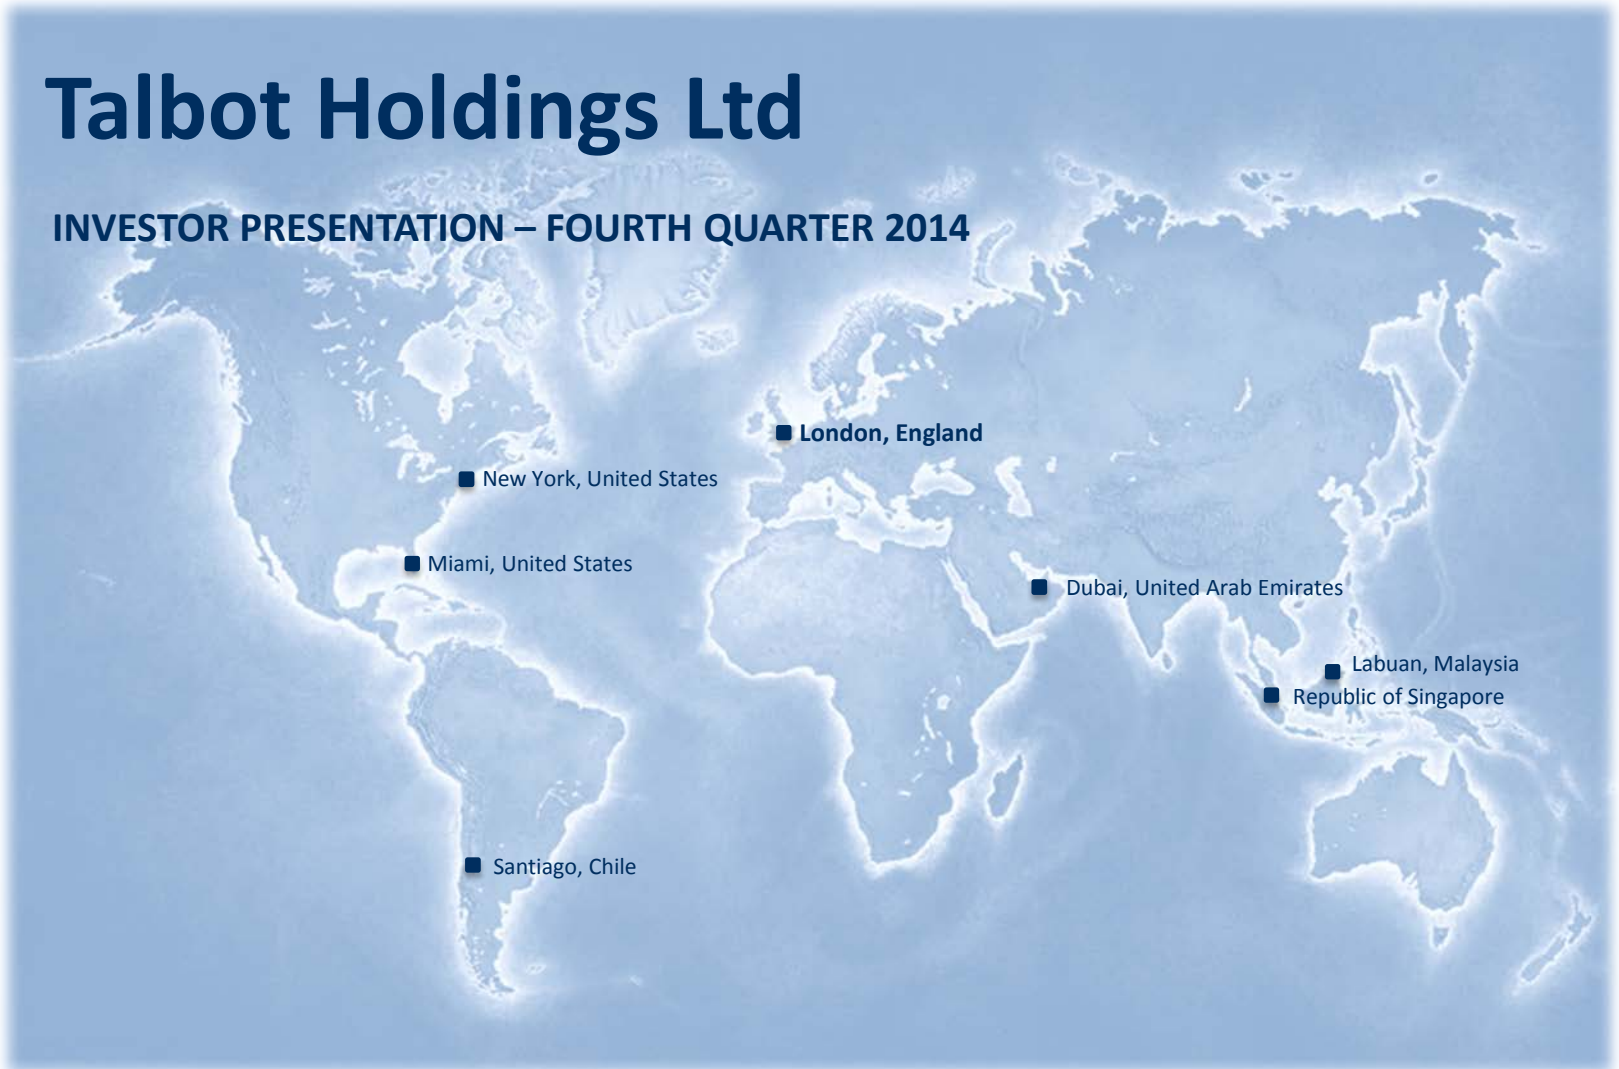 Talbot Holdings Ltd
INVESTOR PRESENTATION – FOURTH QUARTER 2014
London, England
New York, United States
Miami, United States
Dubai, United Arab Emirates
Labuan, Malaysia
Republic of Singapore
Santiago, Chile